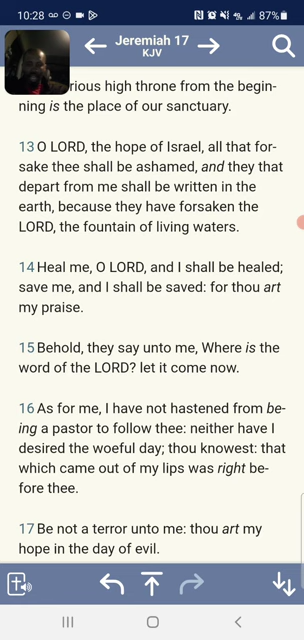 10:28
87%
Jeremiah 17
KJV
rious high throne from the begin-
ning is the place of our sanctuary.
13 O LORD, the hope of Israel, all that for-
sake thee shall be ashamed, and they that
depart from me shall be written in the
earth, because they have forsaken the
LORD, the fountain of living waters.
14 Heal me, O LORD, and I shall be healed;
save me, and I shall be saved: for thou art
my praise.
15 Behold, they say unto me, Where is the
word of the LORD? let it come now.
16 As for me, I have not hastened from be-
ing a pastor to follow thee: neither have I
desired the woeful day; thou knowest: that
which came out of my lips was right be-
fore thee.
17 Be not a terror unto me: thou art my
hope in the day of evil.